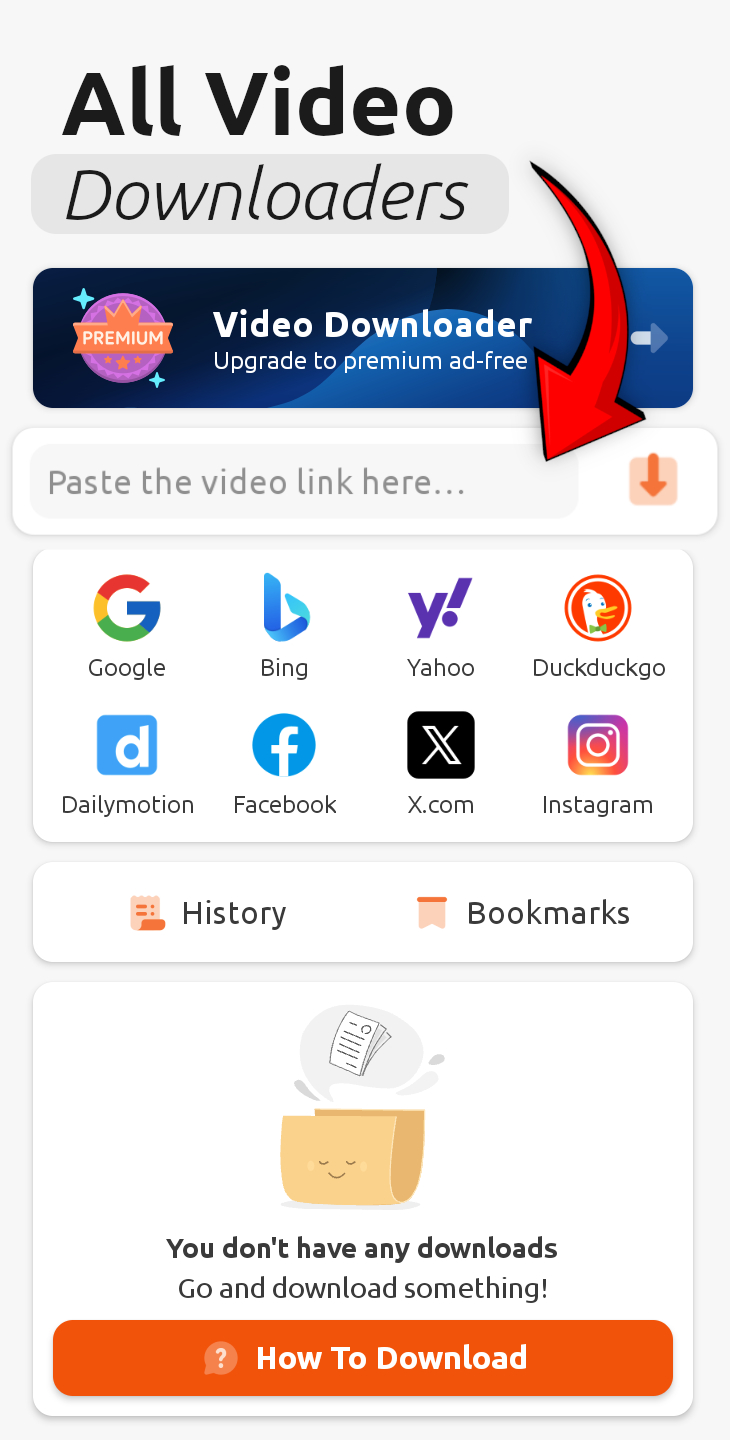 All Video
Downloaders
PREMIUM
Video Downloader
Upgrade to premium ad-free
Paste the video link here...
Google
Bing
Yahoo
Duckduckgo
Dailymotion
Facebook
X.com
Instagram
History
Bookmarks
You don't have any downloads
Go and download something!
How To Download